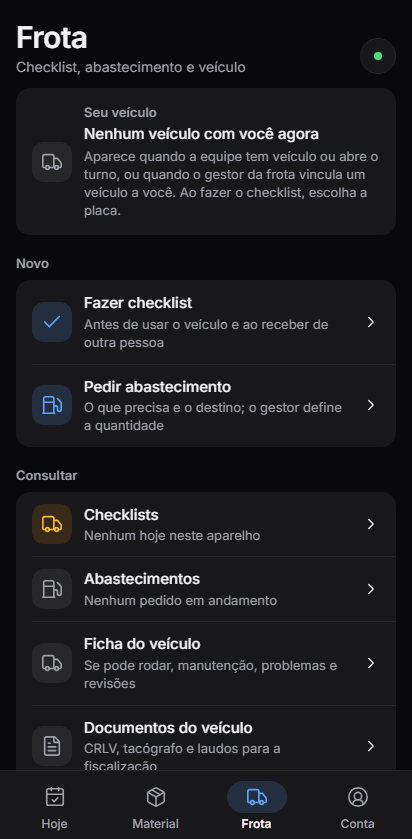 Frota
Checklist, abastecimento e veículo
Seu veículo
Nenhum veículo com você agora
Aparece quando a equipe tem veículo ou abre o
turno, ou quando o gestor da frota vincula um
veículo a você. Ao fazer o checklist, escolha a
placa.
Novo
Fazer checklist
Antes de usar o veículo e ao receber de
outra pessoa
Pedir abastecimento
O que precisa e o destino; o gestor define
a quantidade
Consultar
Checklists
Nenhum hoje neste aparelho
Abastecimentos
Nenhum pedido em andamento
Ficha do veículo
Se pode rodar, manutenção, problemas e
revisões
Documentos do veículo
CRLV, tacógrafo e laudos para a
fiscalização
Hoje
Material
Frota
Conta